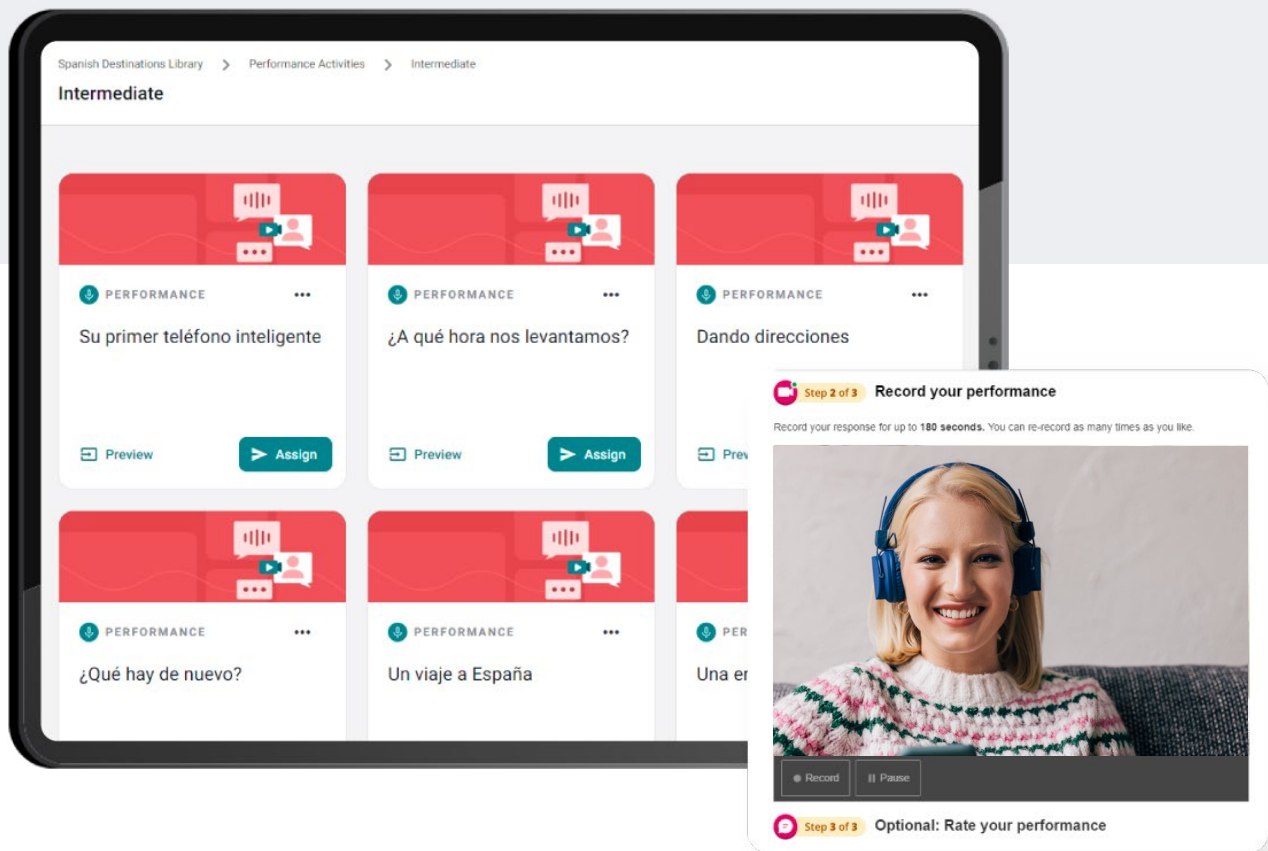 Spanish Destinations Library > Performance Activities > Intermediate
Intermediate
PERFORMANCE
Su primer teléfono inteligente
Preview
Assign
PERFORMANCE
¿A qué hora nos levantamos?
Preview
Assign
PERFORMANCE
Dando direcciones
PERFORMANCE
¿Qué hay de nuevo?
PERFORMANCE
Un viaje a España
Una
Step 2 of 3 Record your performance
Record your response for up to 180 seconds. You can re-record as many times as you like.
Record
Pause
Step 3 of 3 Optional: Rate your performance